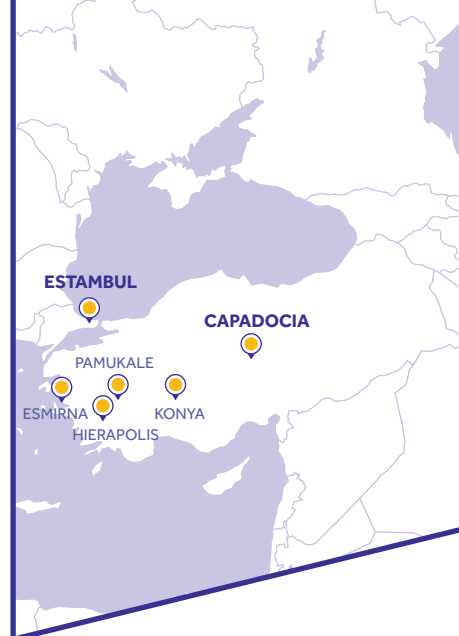 ESTAMBUL
CAPADOCIA
PAMUKALE
ESMIRNA
KONYA
HIERAPOLIS